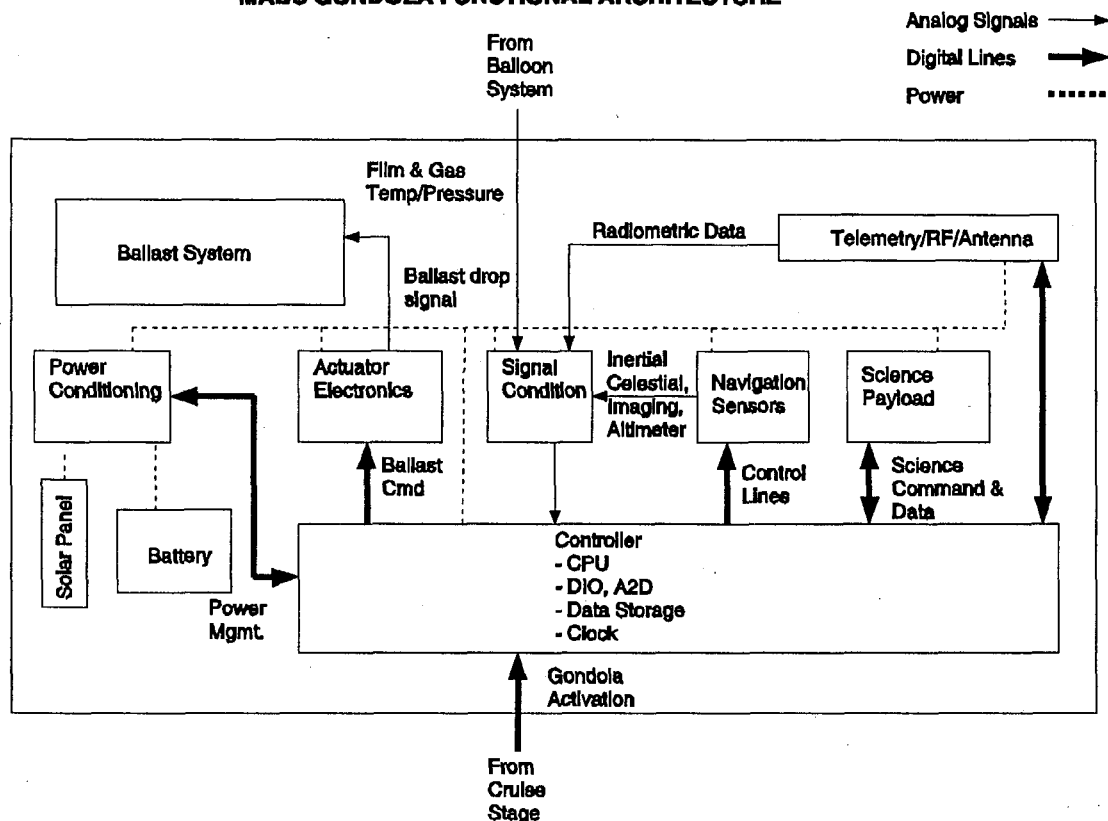 Analog Signals
Digital Lines
Power
From
Balloon
System
Film & Gas
Temp/Pressure
Ballast System
Radiometric Data
Telemetry/RF/Antenna
Ballast drop
signal
Power
Conditioning
Actuator
Electronics
Signal
Condition
Inertial
Celestial,
Imaging,
Altimeter
Navigation
Sensors
Science
Payload
Ballast
Cmd
Control
Lines
Science
Command &
Data
Solar Panel
Battery
Power
Mgmt.
Controller
- CPU
- DIO, A2D
- Data Storage
- Clock
Gondola
Activation
From
Cruise
Stage